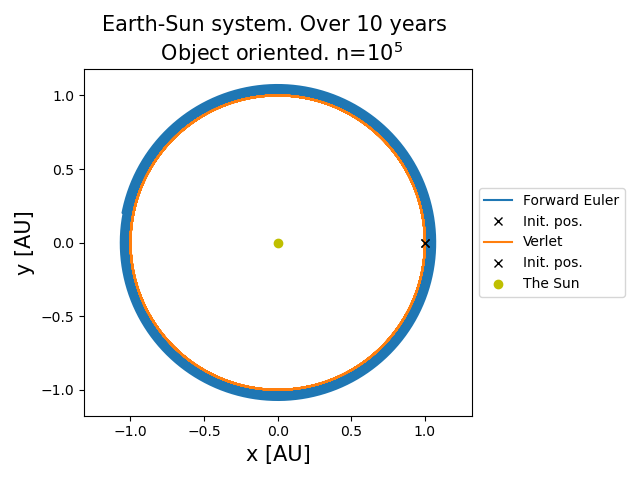 Earth-Sun system. Over 10 years
Object oriented. n=10⁵
y [AU]
1.0
0.5
0.0
−0.5
−1.0
−1.0 −0.5 0.0 0.5 1.0
x [AU]
Forward Euler
Init. pos.
Verlet
Init. pos.
The Sun